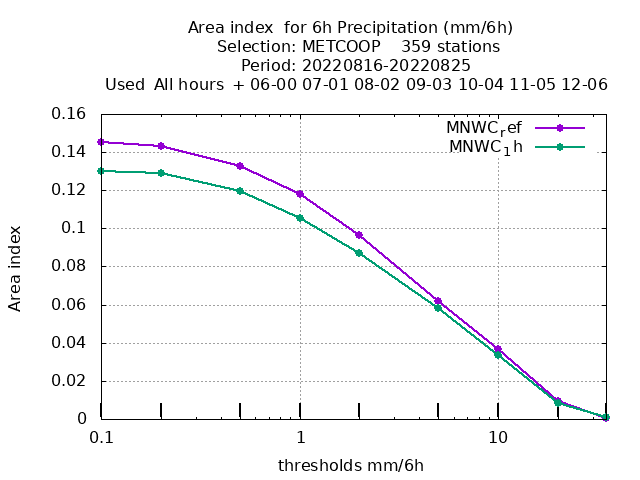 Area index  for 6h Precipitation (mm/6h)
Selection: METCOOP    359 stations
Period: 20220816-20220825
Used  All hours  + 06-00 07-01 08-02 09-03 10-04 11-05 12-06
0.16
0.14
0.12
0.1
0.08
0.06
0.04
0.02
0
Area index
MNWCref
MNWC1h
0.1
1
10
thresholds mm/6h